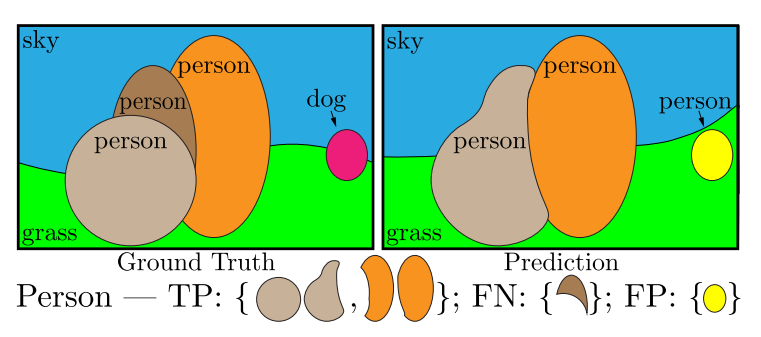 sky
person
person
dog
person
grass
Ground Truth
sky
person
person
person
grass
Prediction
Person — TP: { , }; FN: { }; FP: { }